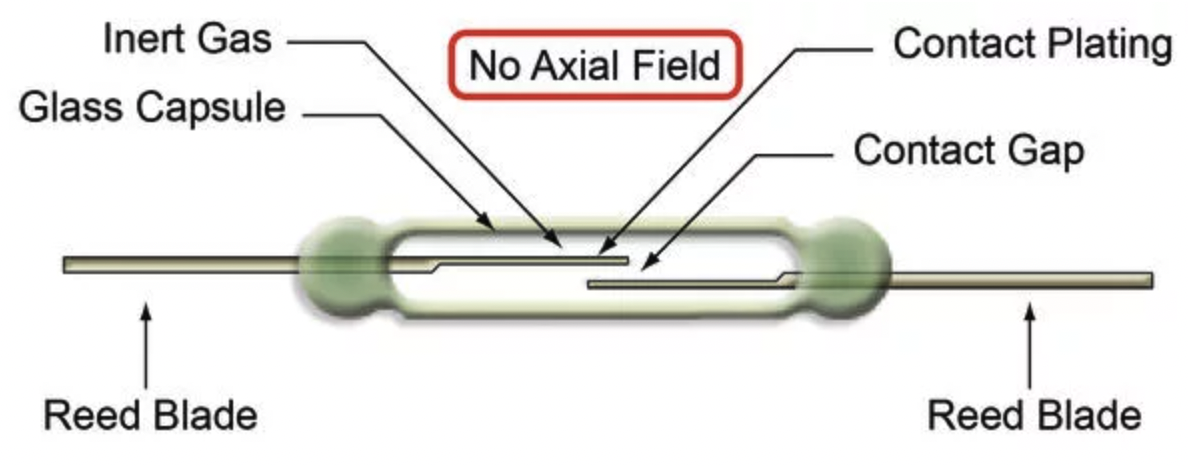 Inert Gas
No Axial Field
Contact Plating
Glass Capsule
Contact Gap
Reed Blade
Reed Blade